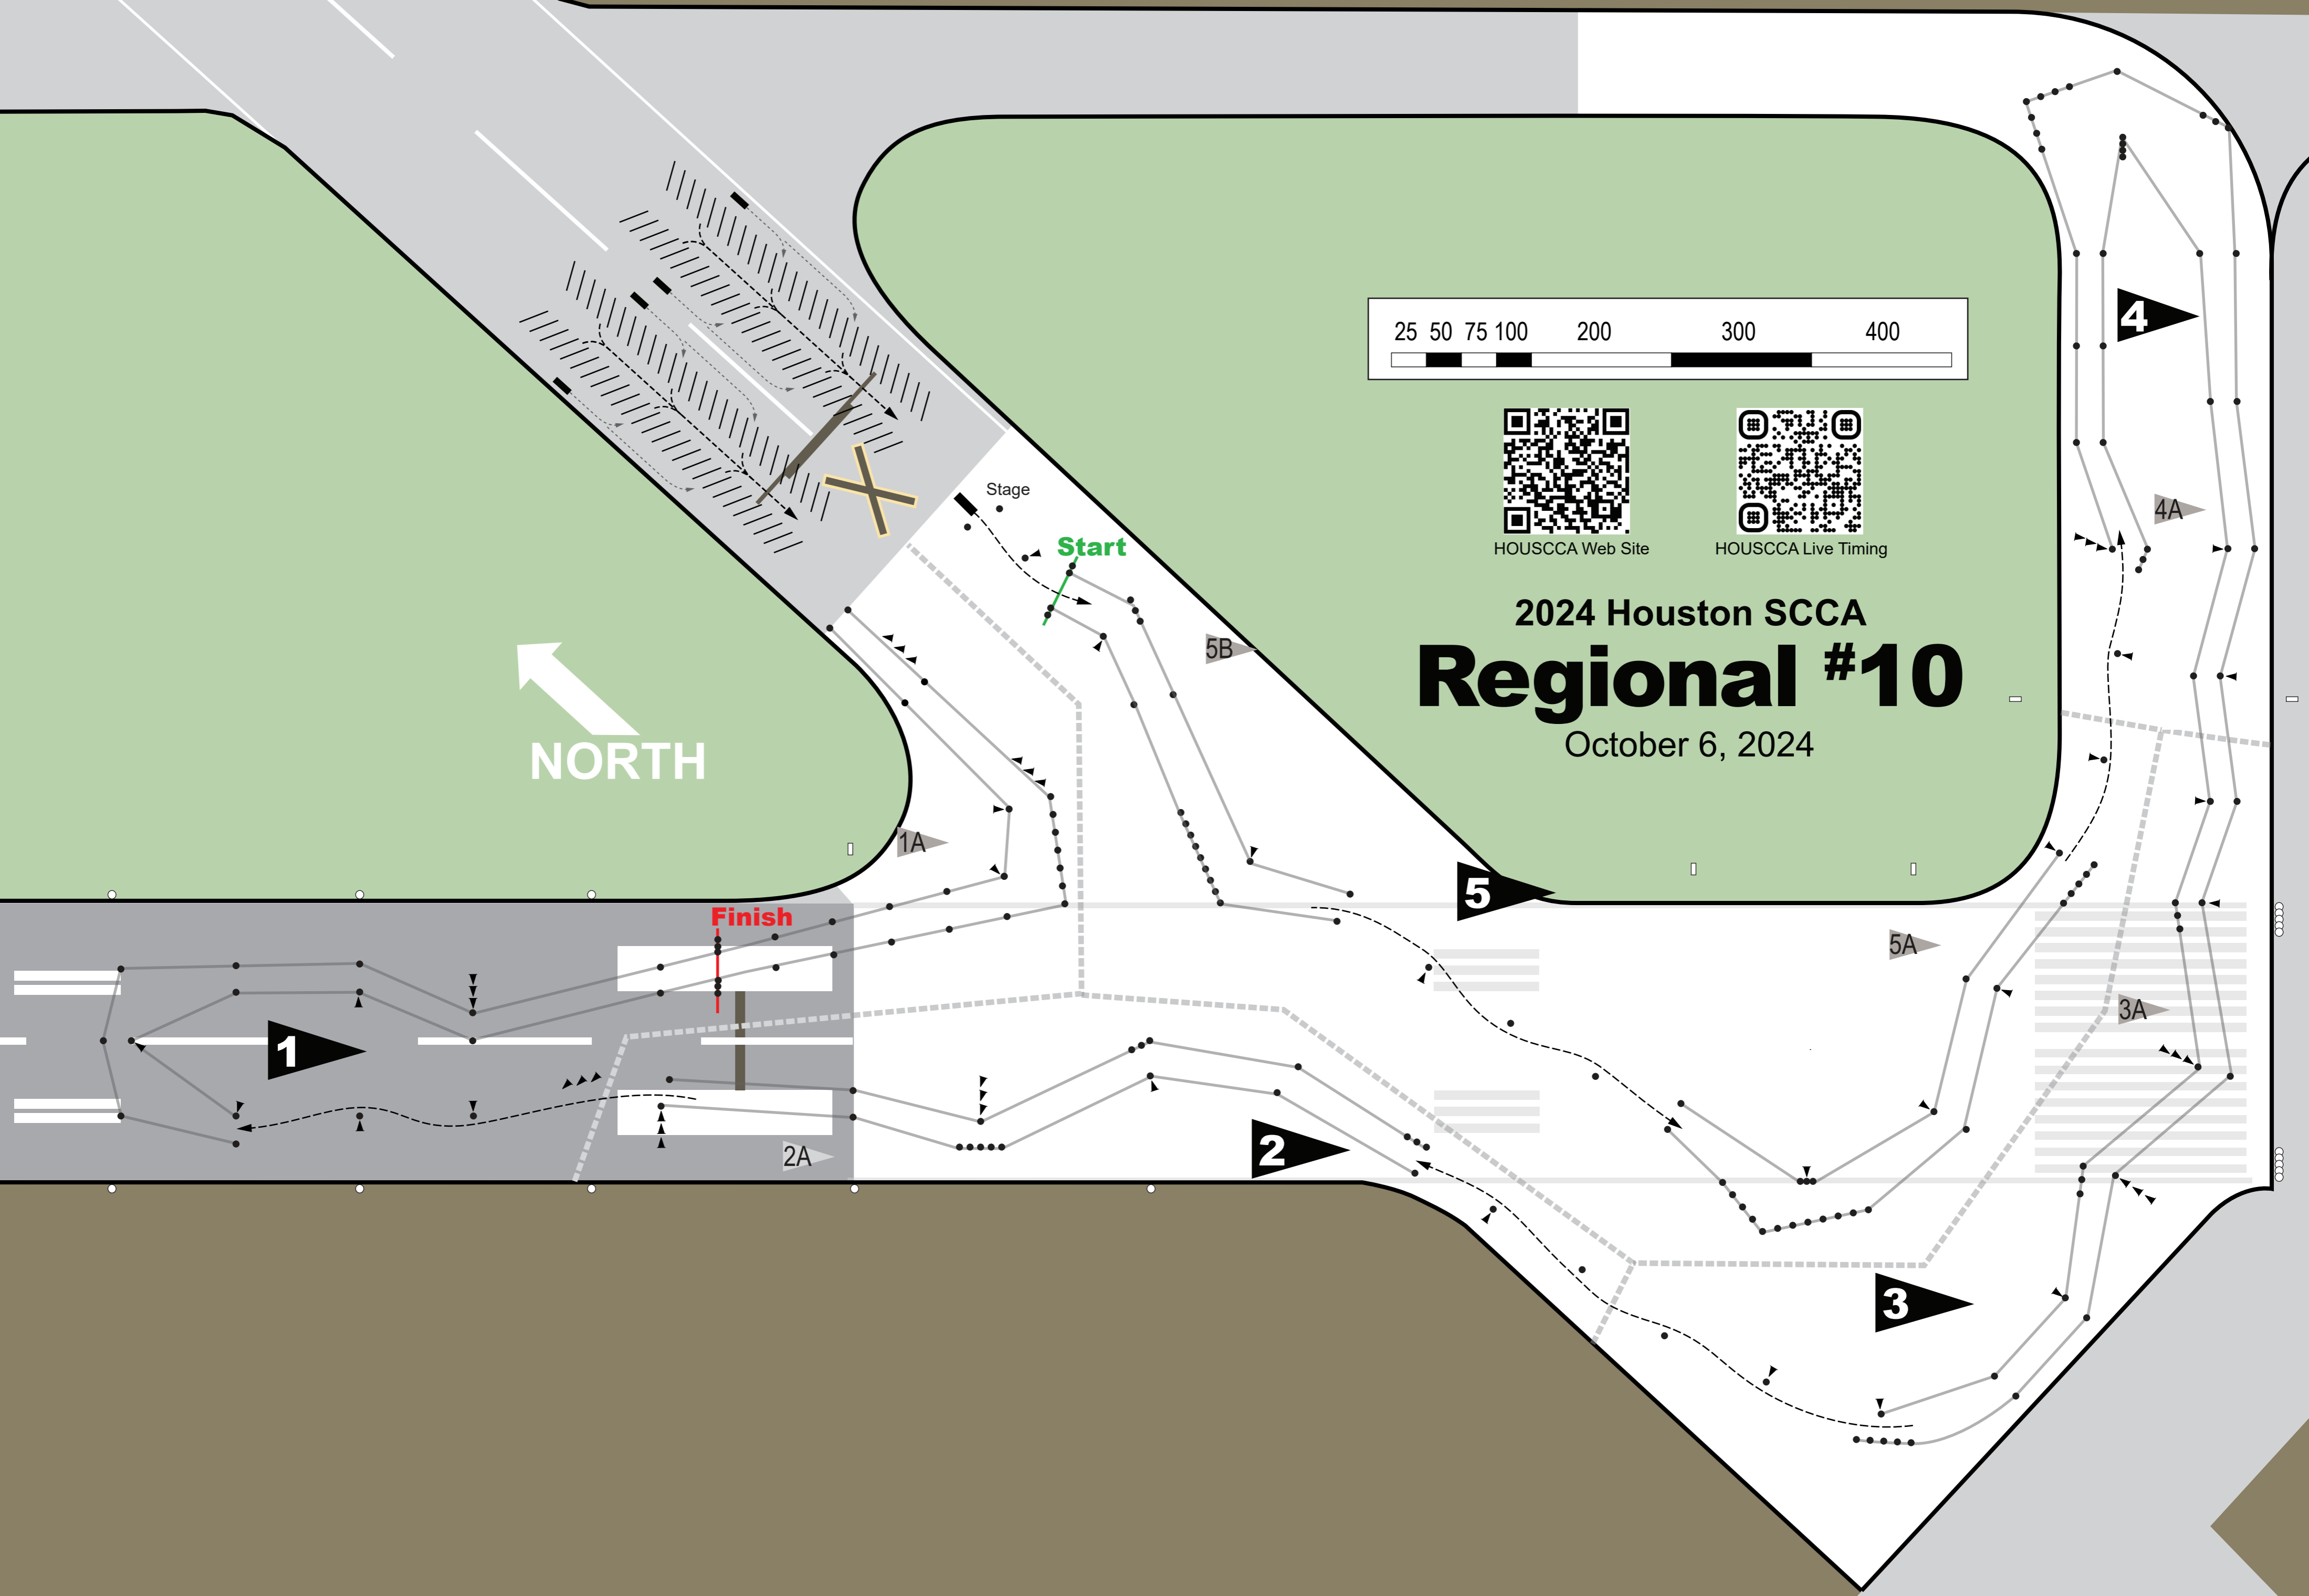 25 50 75 100 200 300 400
HOUSCCA Web Site
HOUSCCA Live Timing
2024 Houston SCCA
Regional #10
October 6, 2024
Stage
Start
Finish
NORTH
1
1A
2
2A
3
3A
4
4A
5
5A
5B